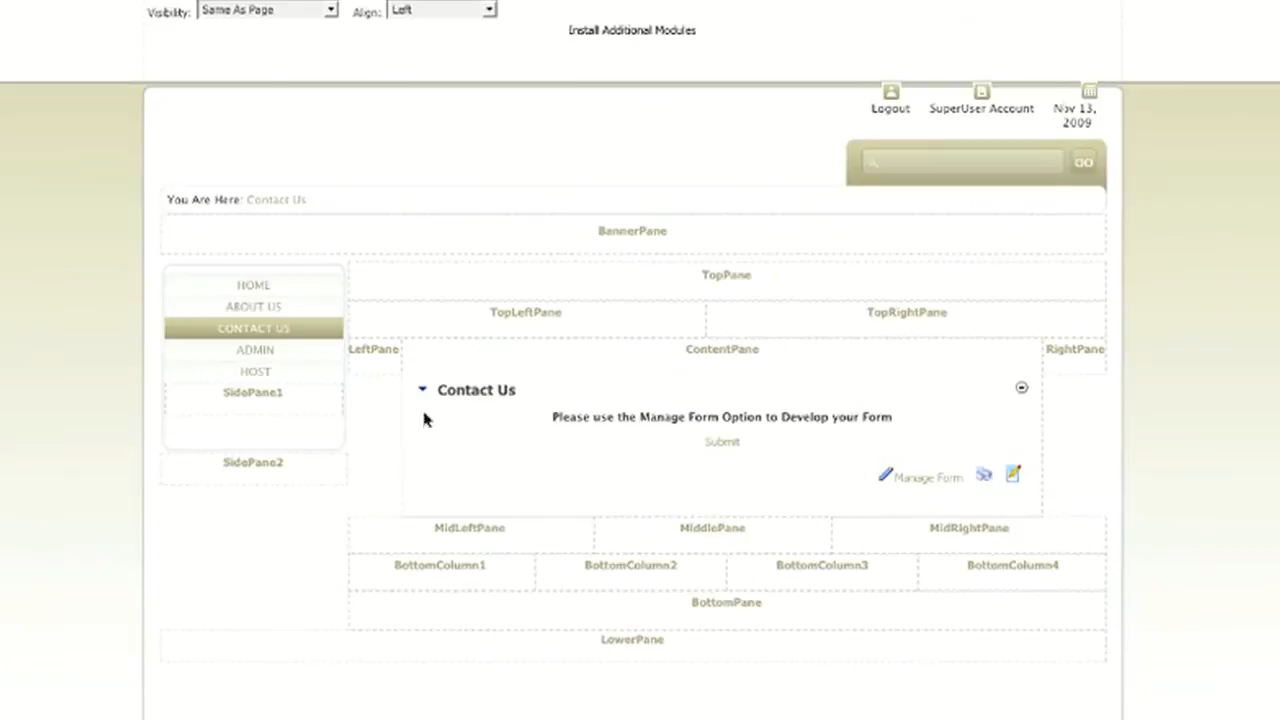 Visibility: Same As Page Align: Left
Install Additional Modules
Logout SuperUser Account Nov 13, 2009
GO
You Are Here: Contact Us
BannerPane
HOME
ABOUT US
CONTACT US
ADMIN
HOST
SidePane1
SidePane2
TopPane
TopLeftPane TopRightPane
LeftPane ContentPane RightPane
Contact Us
Please use the Manage Form Option to Develop your Form
Submit
Manage Form
MidLeftPane MiddlePane MidRightPane
BottomColumn1 BottomColumn2 BottomColumn3 BottomColumn4
BottomPane
LowerPane